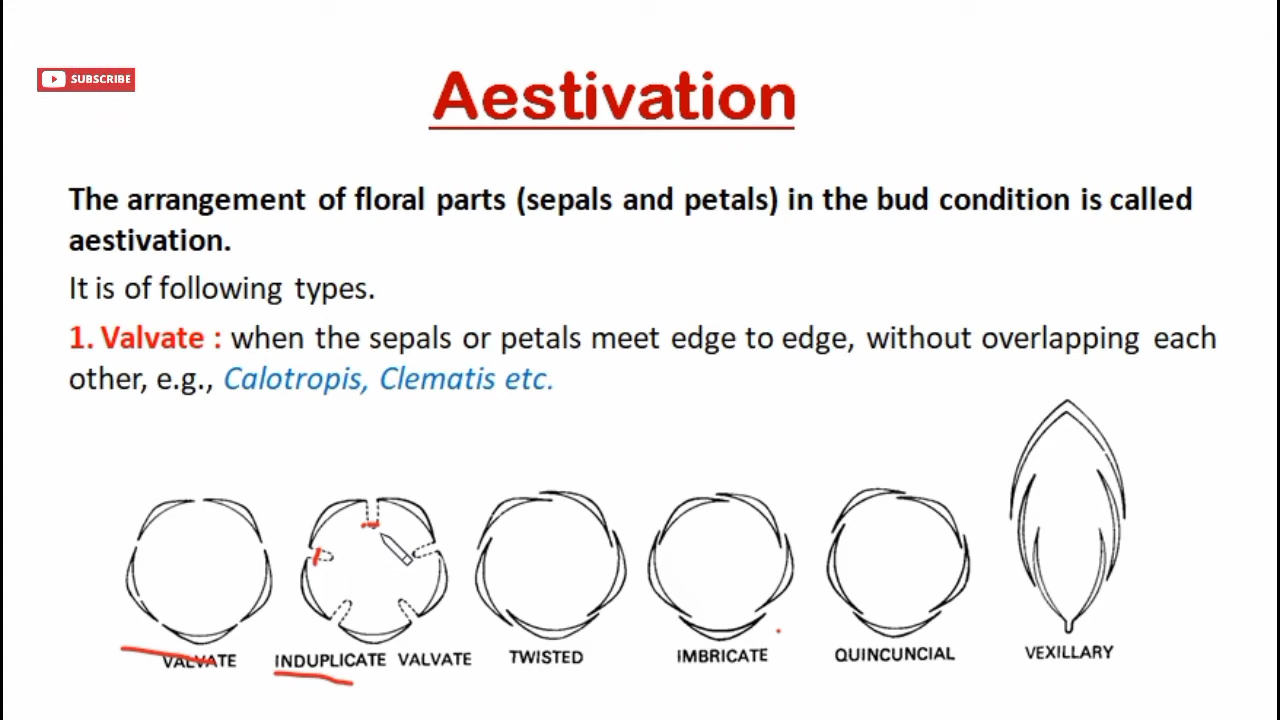 SUBSCRIBE
Aestivation
The arrangement of floral parts (sepals and petals) in the bud condition is called
aestivation.
It is of following types.
1. Valvate : when the sepals or petals meet edge to edge, without overlapping each
other, e.g., Calotropis, Clematis etc.
VALVATE INDUPLICATE VALVATE TWISTED IMBRICATE QUINCUNCIAL VEXILLARY